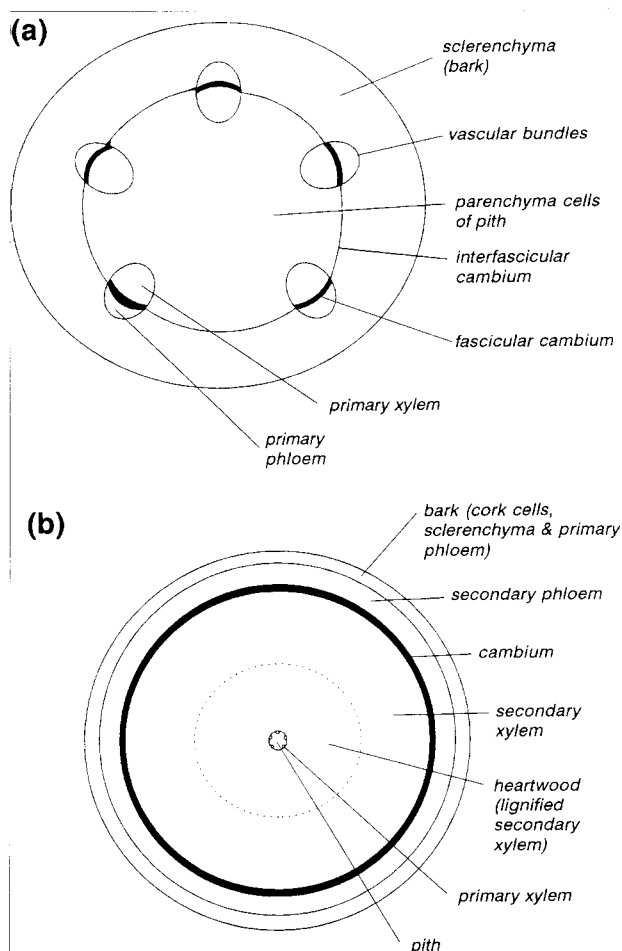 (a)
sclerenchyma
(bark)
vascular bundles
parenchyma cells
of pith
interfascicular
cambium
fascicular cambium
primary xylem
primary
phloem
(b)
bark (cork cells,
sclerenchyma & primary
phloem)
secondary phloem
cambium
secondary
xylem
heartwood
(lignified
secondary
xylem)
primary xylem
pith